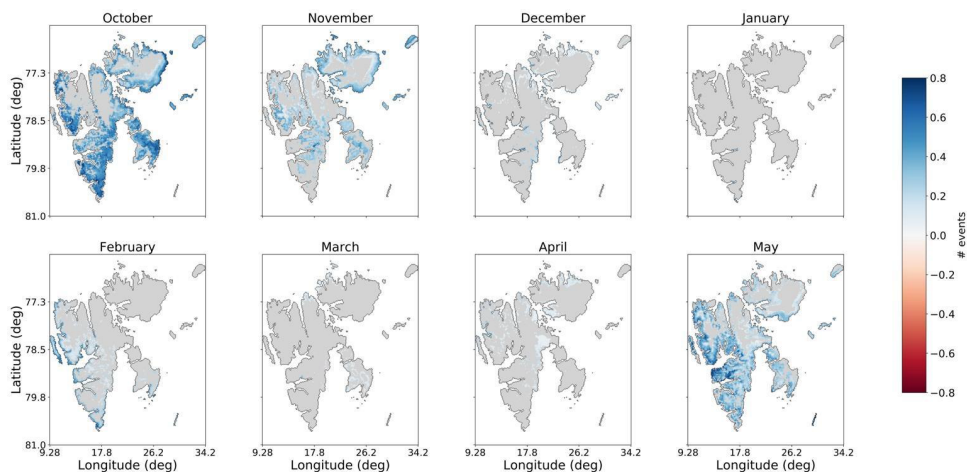 October
November
December
January
Latitude (deg)
77.3
78.5
79.8
81.0
February
March
April
May
Latitude (deg)
77.3
78.5
79.8
81.0
9.28 17.8 26.2 34.2
9.28 17.8 26.2 34.2
9.28 17.8 26.2 34.2
9.28 17.8 26.2 34.2
Longitude (deg)
Longitude (deg)
Longitude (deg)
Longitude (deg)
0.8
0.6
0.4
0.2
0.0
−0.2
−0.4
−0.6
−0.8
# events